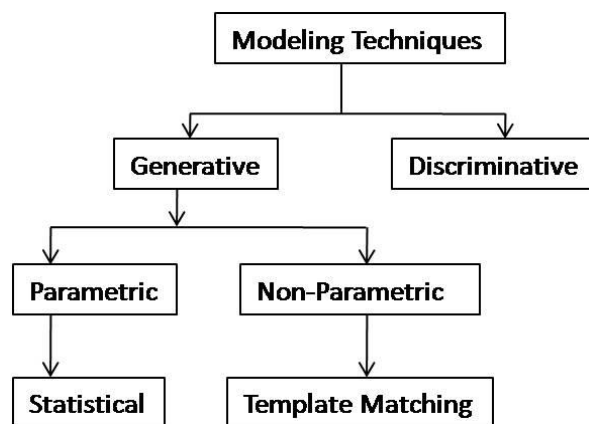 Modeling Techniques
Generative
Discriminative
Parametric
Non-Parametric
Statistical
Template Matching